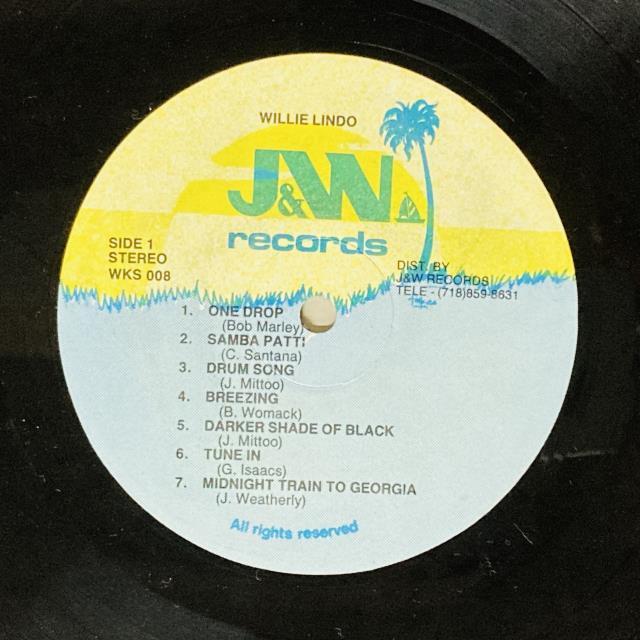 WILLIE LINDO
J&W
records
SIDE 1
STEREO
WKS 008
DIST. BY
J&W RECORDS
TELE - (718)859-8631
1. ONE DROP
(Bob Marley)
2. SAMBA PATTI
(C. Santana)
3. DRUM SONG
(J. Mittoo)
4. BREEZING
(B. Womack)
5. DARKER SHADE OF BLACK
(J. Mittoo)
6. TUNE IN
(G. Isaacs)
7. MIDNIGHT TRAIN TO GEORGIA
(J. Weatherly)
All rights reserved